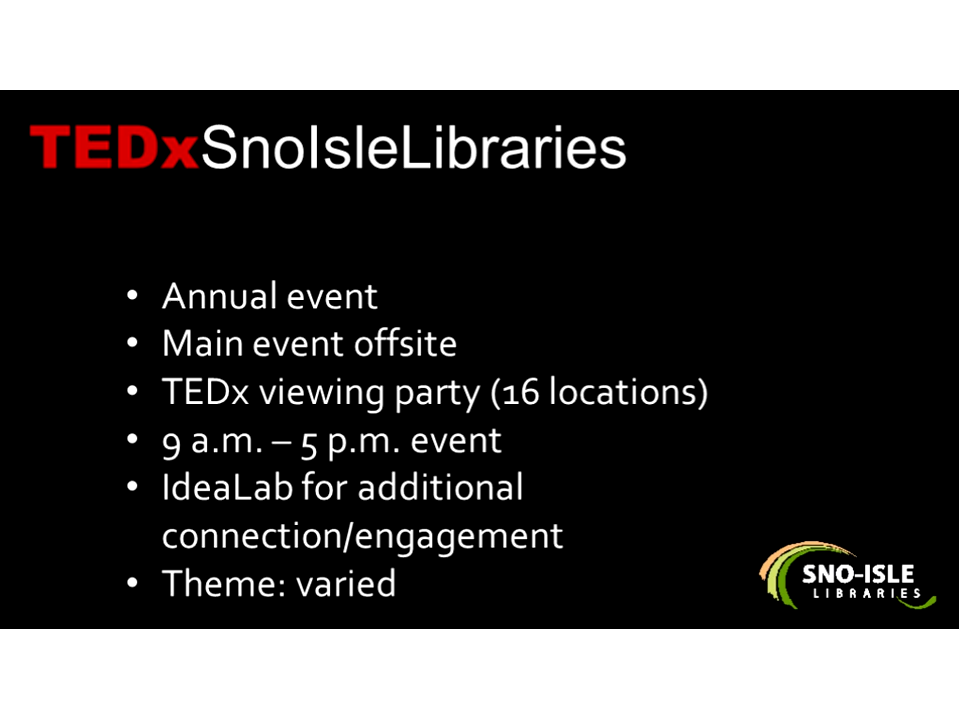 TEDxSnoIsleLibraries
• Annual event
• Main event offsite
• TEDx viewing party (16 locations)
• 9 a.m. – 5 p.m. event
• IdeaLab for additional
connection/engagement
• Theme: varied
SNO-ISLE
LIBRARIES